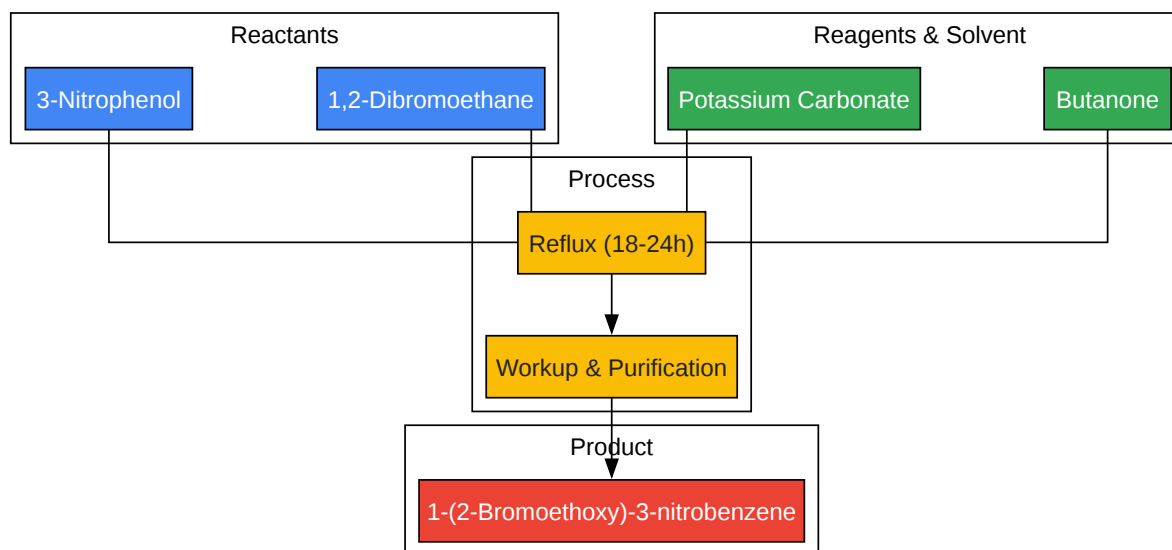 Reactants
Reagents & Solvent
3-Nitrophenol
1,2-Dibromoethane
Potassium Carbonate
Butanone
Process
Reflux (18-24h)
Workup & Purification
Product
1-(2-Bromoethoxy)-3-nitrobenzene